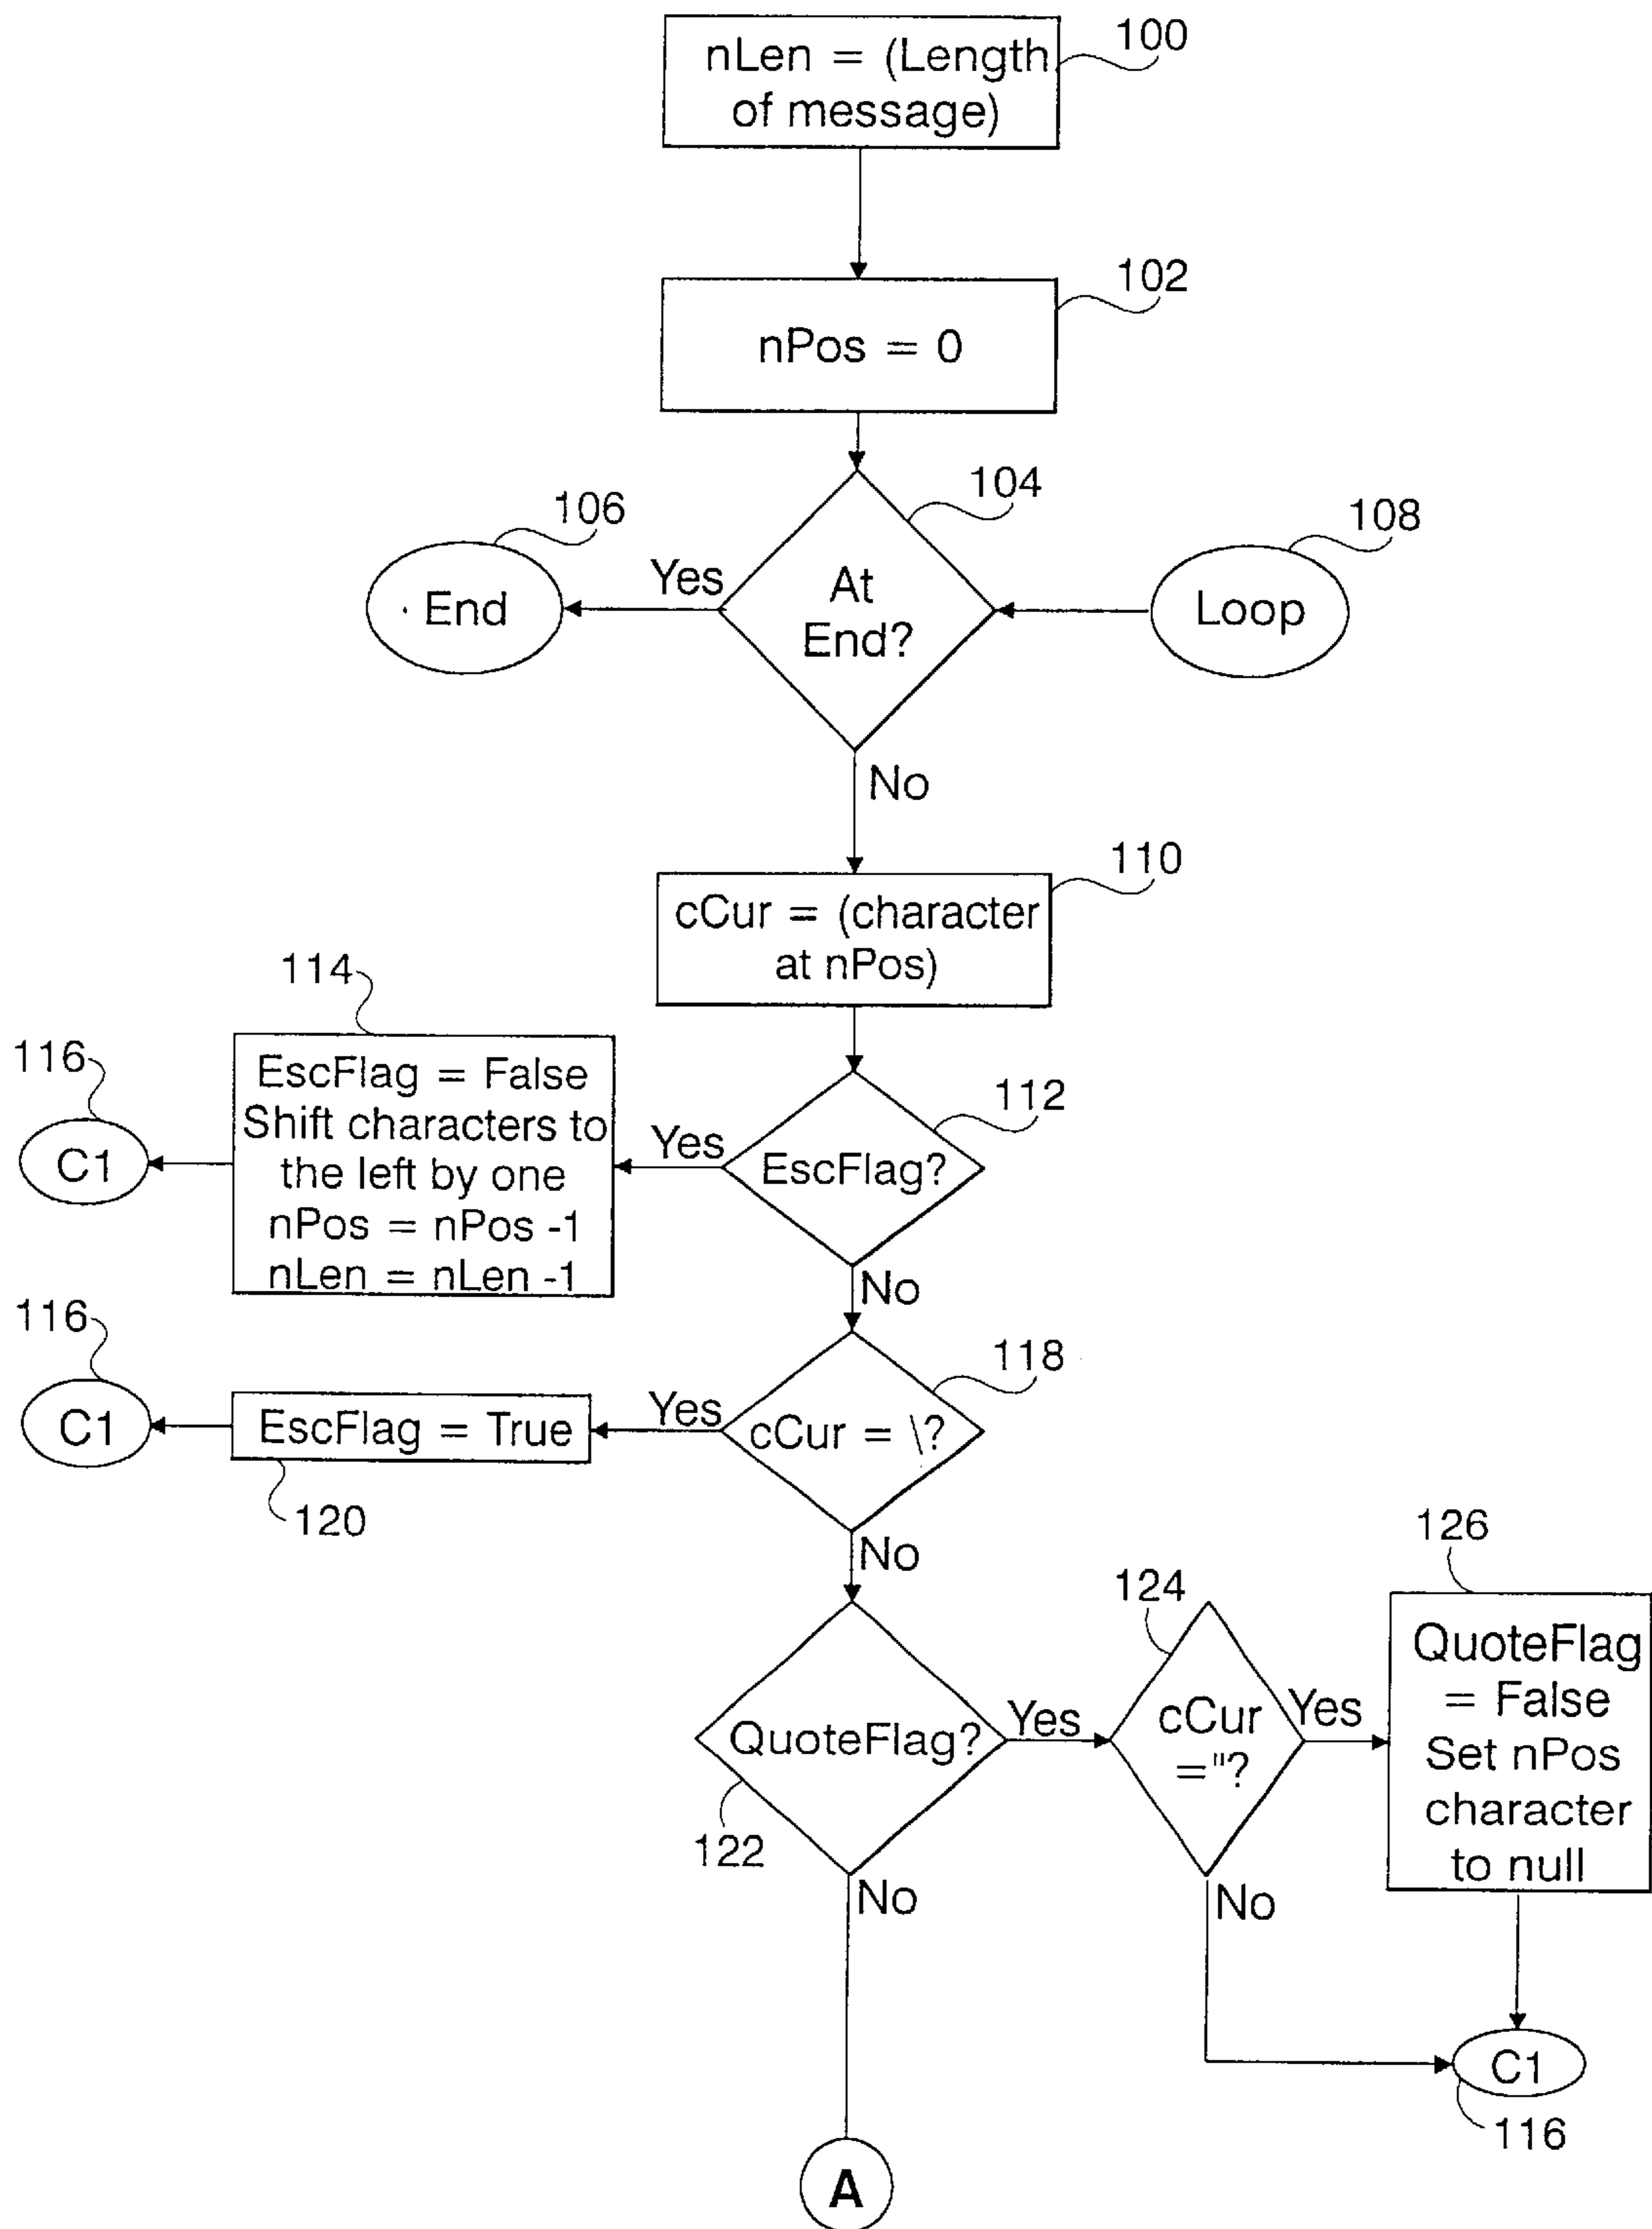 100
nLen = (Length
of message)
102
nPos = 0
104
106
108
Yes
End
At
End?
Loop
No
110
cCur = (character
at nPos)
114
116
EscFlag = False
Shift characters to
the left by one
nPos = nPos -1
nLen = nLen -1
C1
Yes
112
EscFlag?
No
116
118
C1
EscFlag = True
Yes
cCur = \?
120
No
126
124
QuoteFlag
= False
Set nPos
character
to null
QuoteFlag?
Yes
cCur
="?
Yes
122
No
No
C1
116
A